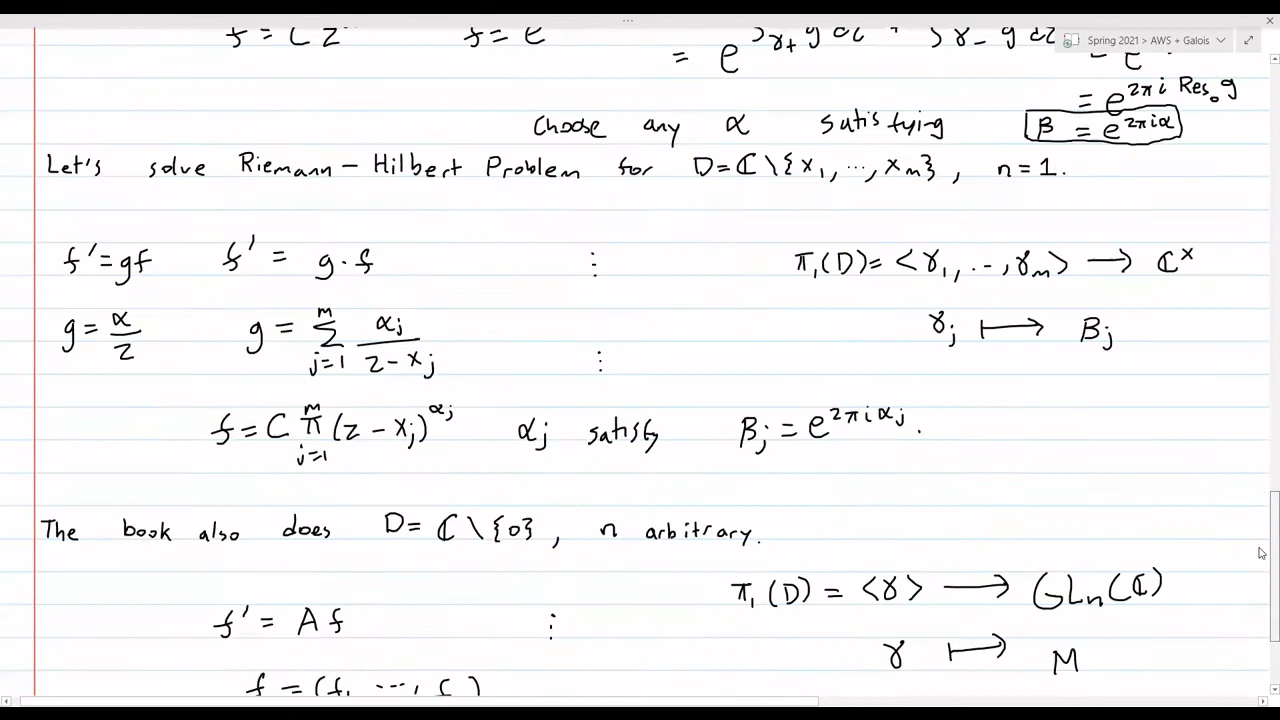 Spring 2021 > AWS + Galois
= e^{2πi Res₀ g}
Choose any α satisfying β = e^{2πiα}
Let's solve Riemann–Hilbert Problem for D=ℂ\{x₁, ..., xₘ}, n=1.
f'=gf f' = g·f ⋮ π₁(D)= <γ₁, ..., γₘ> → ℂˣ
g = α/z g = ∑_{j=1}^{m} αⱼ/(z-xⱼ) ⋮ γⱼ ↦ βⱼ
f = C ∏_{j=1}^{m} (z-xⱼ)^{αⱼ} αⱼ satisfy βⱼ = e^{2πiαⱼ}.
The book also does D= ℂ\{0}, n arbitrary.
π₁(D) = <γ> → GLₙ(ℂ)
f' = Af ⋮
γ ↦ M